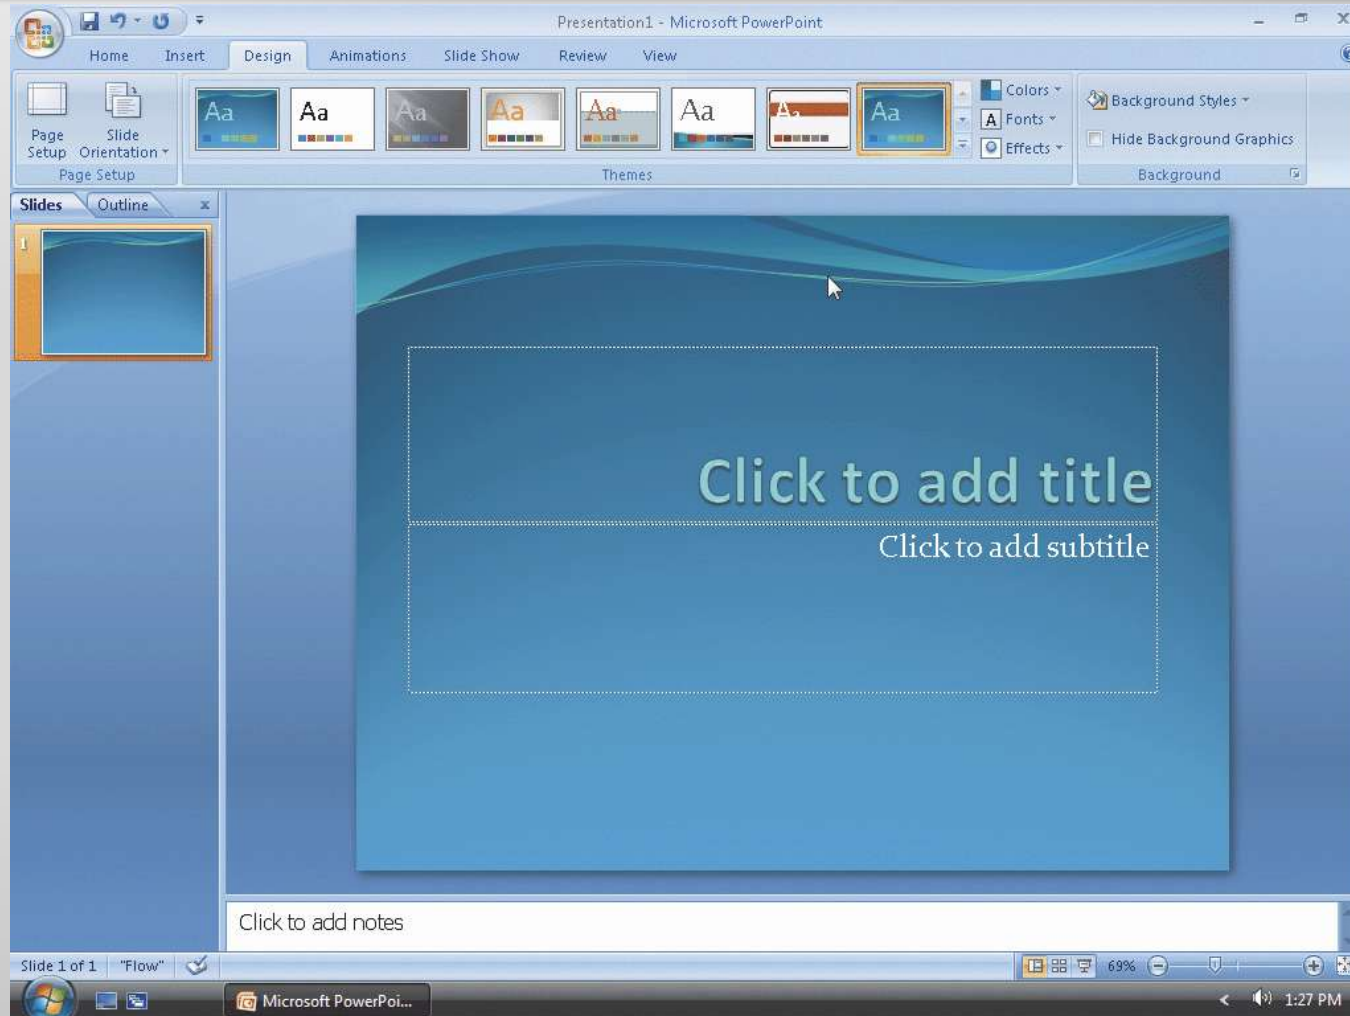 Presentation1 - Microsoft PowerPoint
Home Insert Design Animations Slide Show Review View
Page Setup
Slide Orientation
Aa Aa Aa Aa Aa Aa Aa Aa
Colors
Fonts
Effects
Background Styles
Hide Background Graphics
Page Setup Themes Background
Slides Outline x
1
Click to add title
Click to add subtitle
Click to add notes
Slide 1 of 1 "Flow" 69%
Microsoft PowerPoi... 1:27 PM